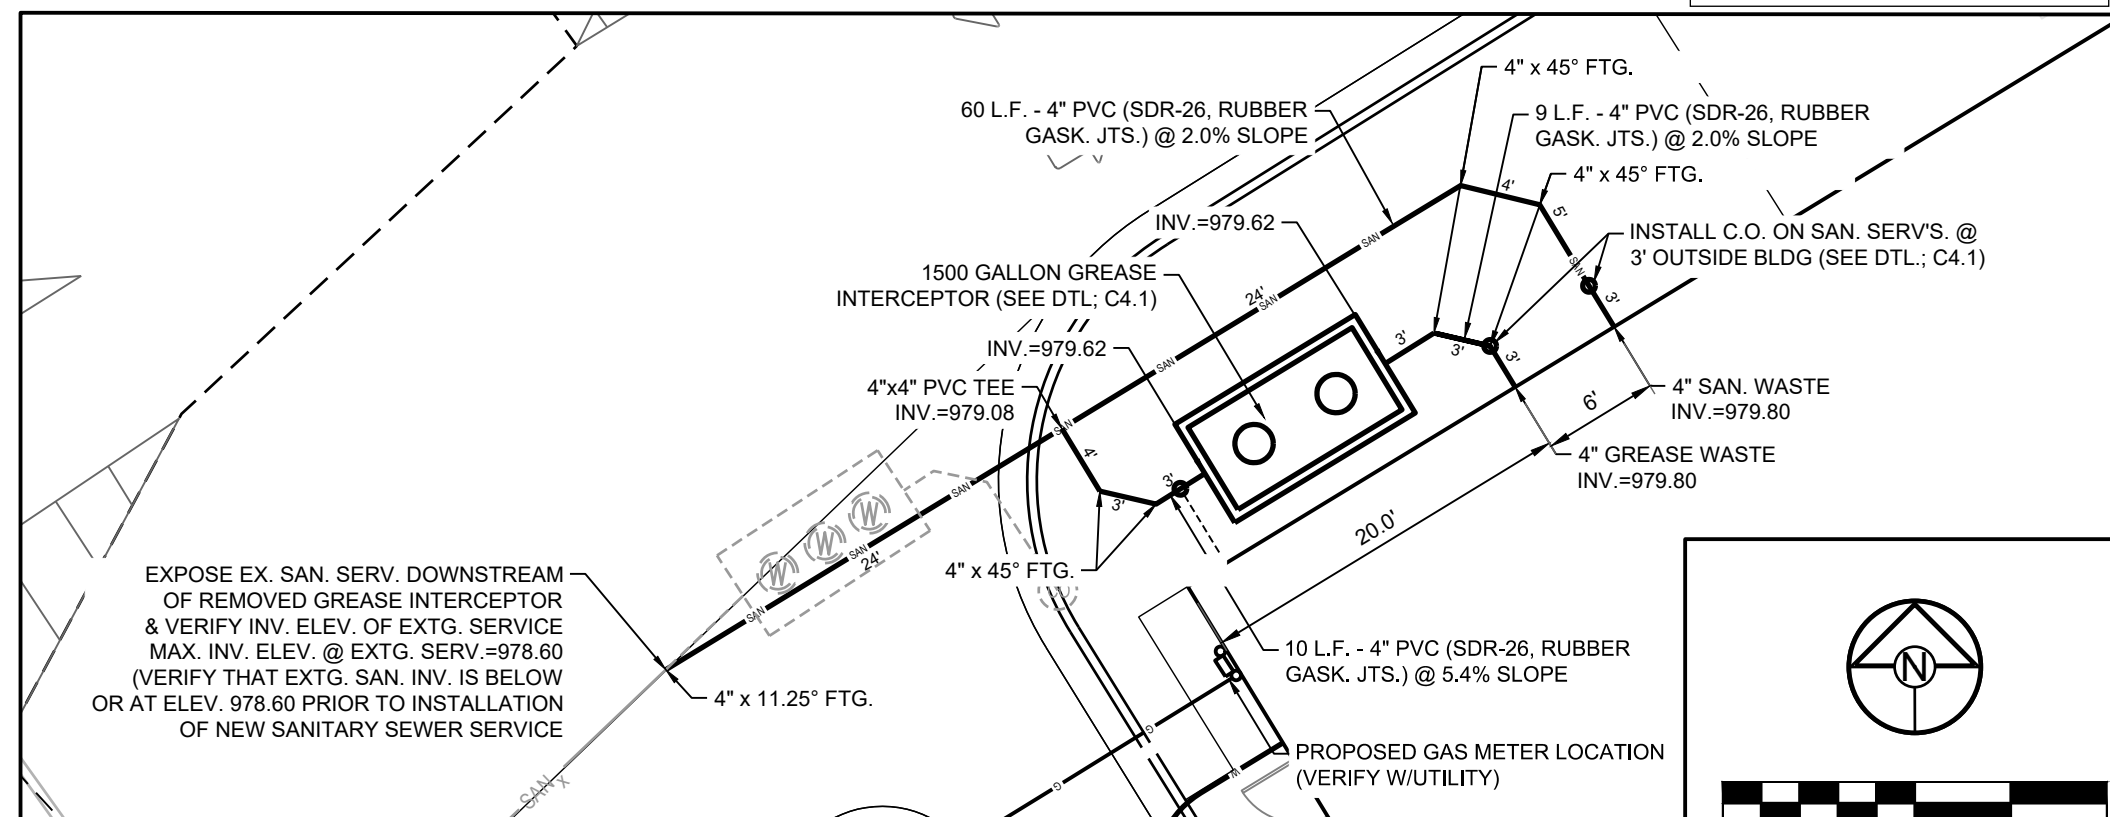 4" x 45° FTG.
60 L.F. - 4" PVC (SDR-26, RUBBER
GASK. JTS.) @ 2.0% SLOPE
9 L.F. - 4" PVC (SDR-26, RUBBER
GASK. JTS.) @ 2.0% SLOPE
4" x 45° FTG.
4'
5'
INV.=979.62
INSTALL C.O. ON SAN. SERV'S. @
3' OUTSIDE BLDG (SEE DTL.; C4.1)
SAN
SAN
3'
1500 GALLON GREASE
INTERCEPTOR (SEE DTL; C4.1)
24'
SAN
INV.=979.62
3'
3'
3'
SAN
4"x4" PVC TEE
INV.=979.08
4" SAN. WASTE
INV.=979.80
6'
SAN
4'
4" GREASE WASTE
INV.=979.80
3'
3'
SAN
20.0'
W
W
W
SAN
24'
4" x 45° FTG.
CO
EXPOSE EX. SAN. SERV. DOWNSTREAM
OF REMOVED GREASE INTERCEPTOR
& VERIFY INV. ELEV. OF EXTG. SERVICE
MAX. INV. ELEV. @ EXTG. SERV.=978.60
(VERIFY THAT EXTG. SAN. INV. IS BELOW
OR AT ELEV. 978.60 PRIOR TO INSTALLATION
OF NEW SANITARY SEWER SERVICE
SAN
4" x 11.25° FTG.
10 L.F. - 4" PVC (SDR-26, RUBBER
GASK. JTS.) @ 5.4% SLOPE
N
G
PROPOSED GAS METER LOCATION
(VERIFY W/UTILITY)
G
W
SAN
x